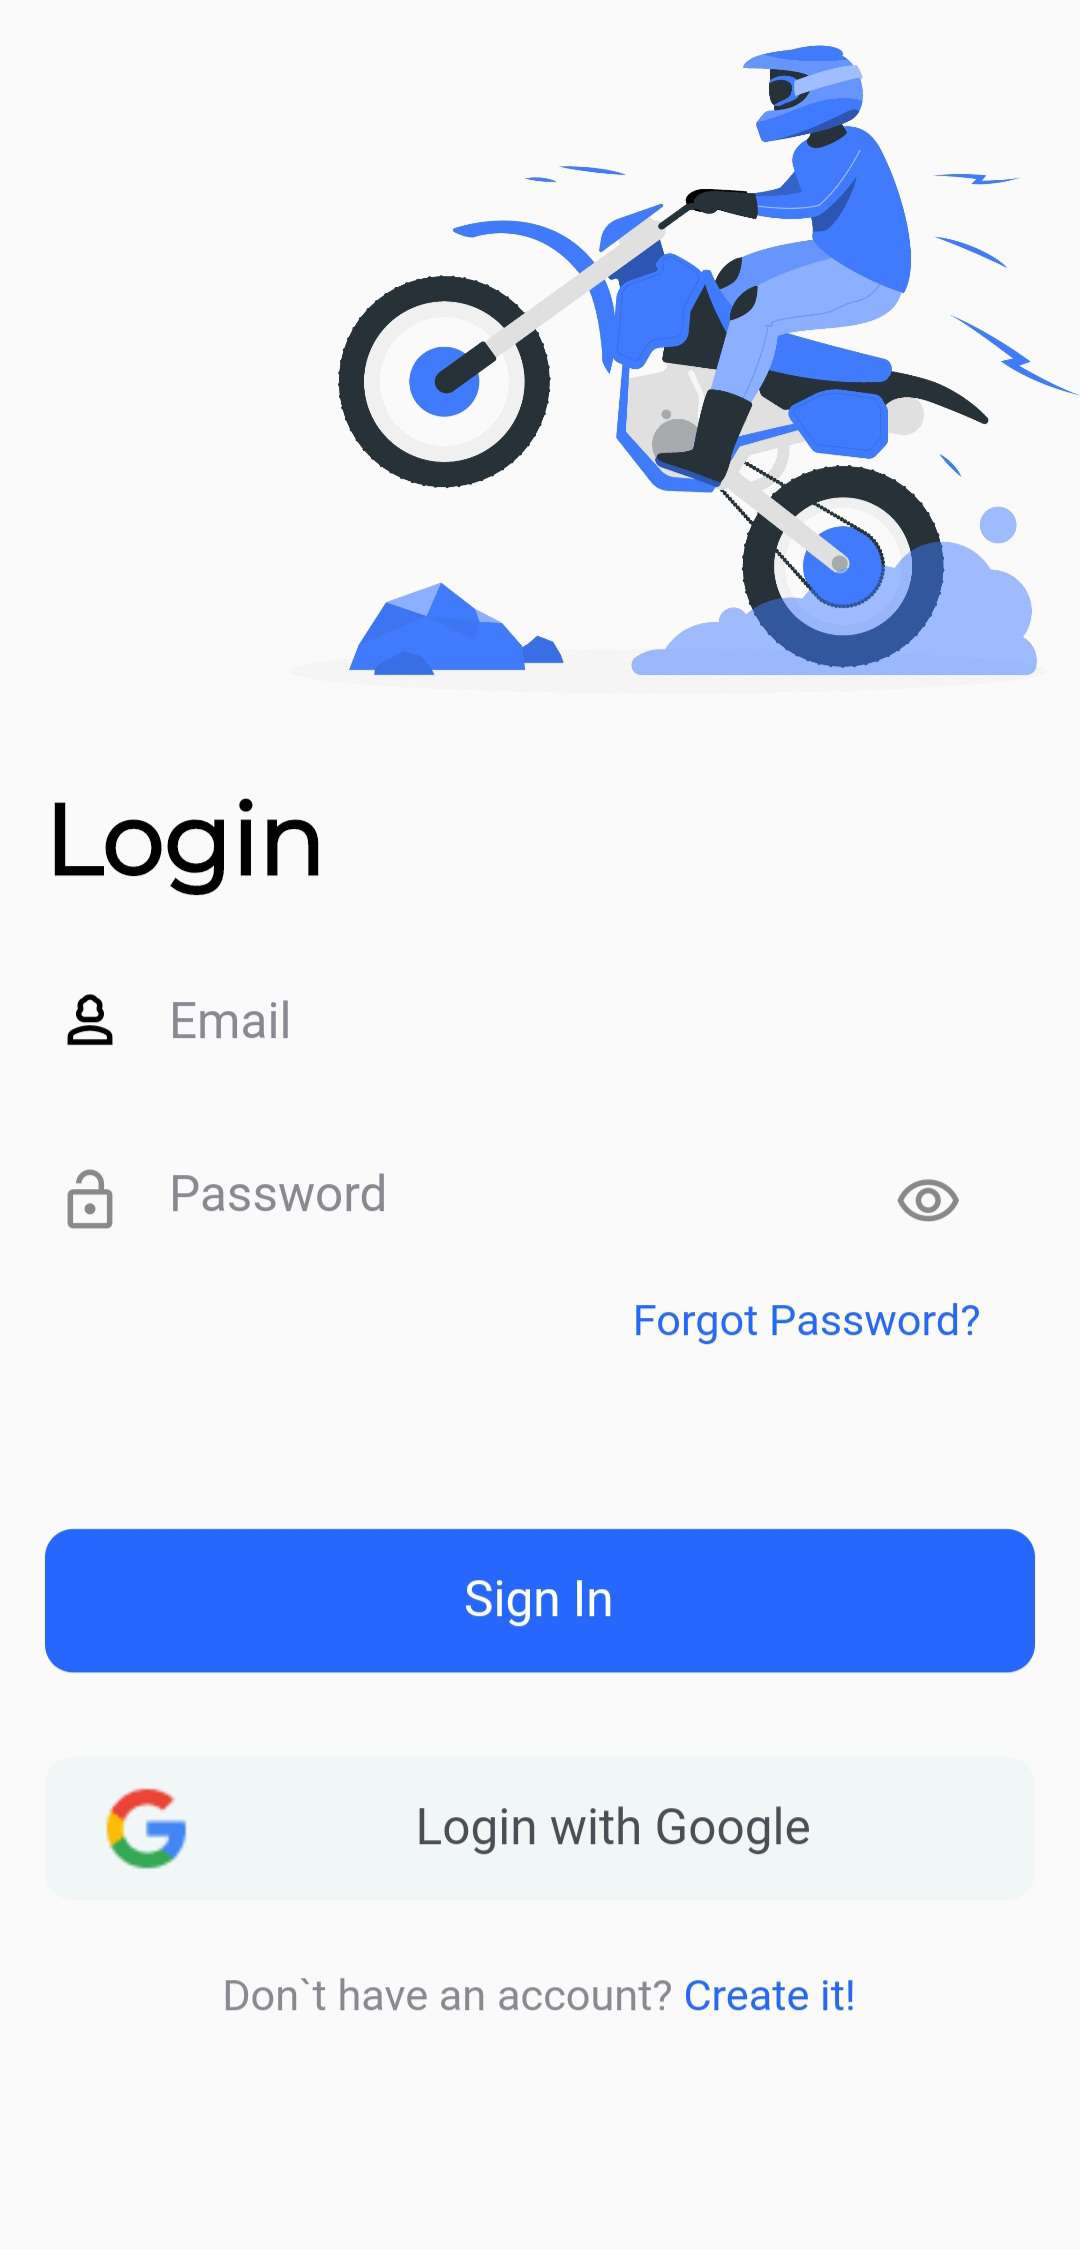 Login
Email
Password
Forgot Password?
Sign In
Login with Google
Don`t have an account? Create it!